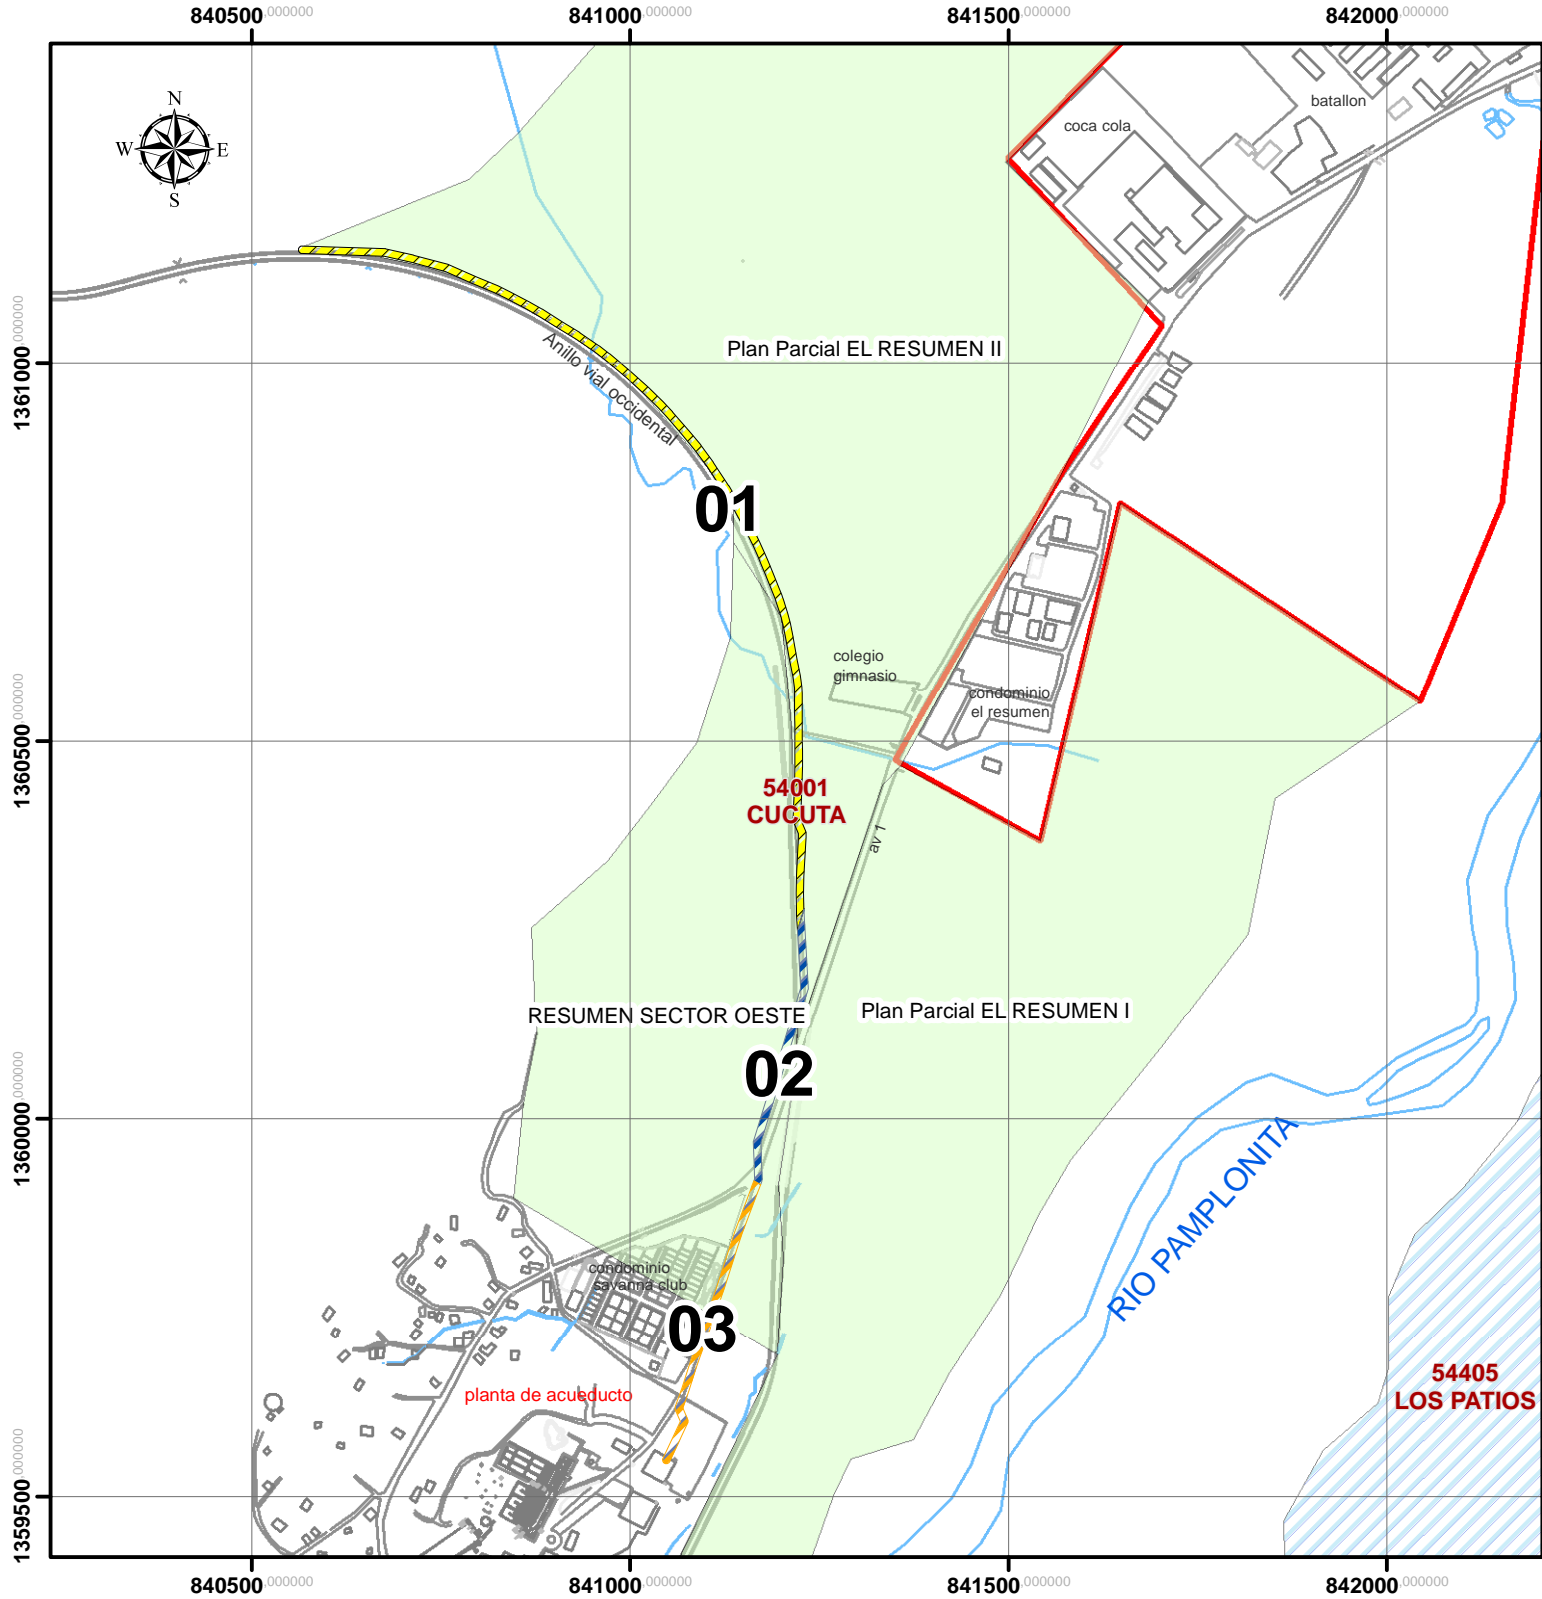 840500,000000
841000,000000
841500,000000
842000,000000
N
W
E
S
batallon
coca cola
1361000,000000
Plan Parcial EL RESUMEN II
Anillo vial occidental
01
colegio
gimnasio
condominio
el resumen
1360500,000000
54001
CUCUTA
av 1
RESUMEN SECTOR OESTE
Plan Parcial EL RESUMEN I
02
1360000,000000
RIO PAMPLONITA
condominio
savanna club
03
54405
LOS PATIOS
planta de acueducto
1359500,000000
840500,000000
841000,000000
841500,000000
842000,000000